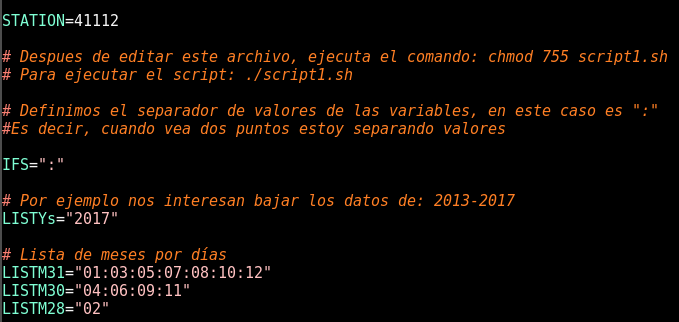 STATION=41112
# Despues de editar este archivo, ejecuta el comando: chmod 755 script1.sh
# Para ejecutar el script: ./script1.sh
# Definimos el separador de valores de las variables, en este caso es ":"
#Es decir, cuando vea dos puntos estoy separando valores
IFS=":"
# Por ejemplo nos interesan bajar los datos de: 2013-2017
LISTYs="2017"
# Lista de meses por días
LISTM31="01:03:05:07:08:10:12"
LISTM30="04:06:09:11"
LISTM28="02"